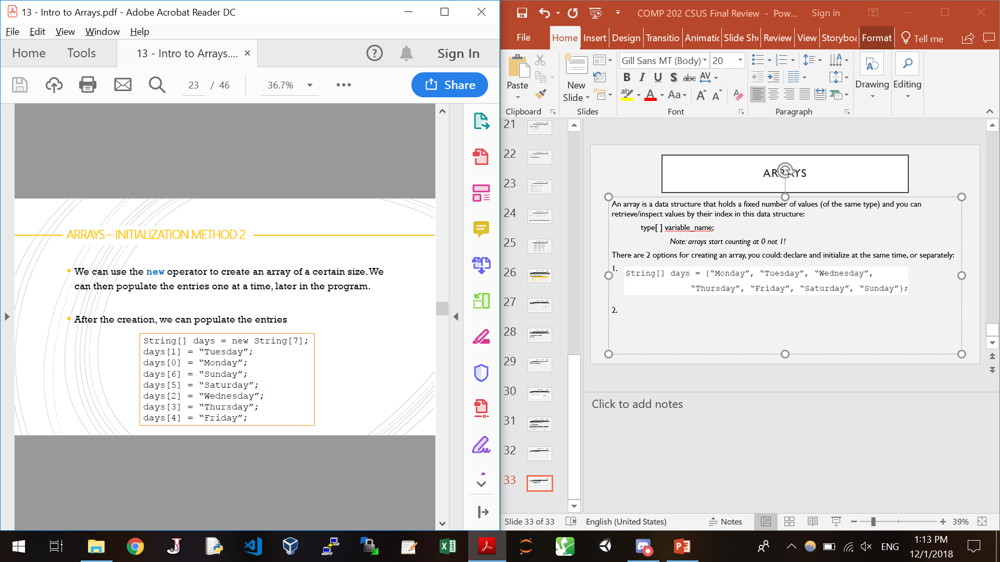 13 - Intro to Arrays.pdf - Adobe Acrobat Reader DC
File Edit View Window Help
Home Tools 13 - Intro to Arrays.... × Sign In
23 / 46 36.7% Share
ARRAYS – INITIALIZATION METHOD 2
We can use the new operator to create an array of a certain size. We
can then populate the entries one at a time, later in the program.
After the creation, we can populate the entries
String[] days = new String[7];
days[1] = “Tuesday”;
days[0] = “Monday”;
days[6] = “Sunday”;
days[5] = “Saturday”;
days[2] = “Wednesday”;
days[3] = “Thursday”;
days[4] = “Friday”;
COMP 202 CSUS Final Review - Pow... Sign in
File Home Insert Design Transitio Animatic Slide Sh Review View Storyboa Format Tell me
Paste
New
Slide
Gill Sans MT (Body) 20
B I U S abc AV
aby A Aa A A
Drawing Editing
Clipboard Slides Font Paragraph
21
22
23
24
25
26
27
28
29
30
31
32
33
ARRAYS
An array is a data structure that holds a fixed number of values (of the same type) and you can
retrieve/inspect values by their index in this data structure:
type[ ] variable_name;
Note: arrays start counting at 0 not 1!
There are 2 options for creating an array, you could: declare and initialize at the same time, or separately:
1. String[] days = {“Monday”, “Tuesday”, “Wednesday”,
“Thursday”, “Friday”, “Saturday”, “Sunday”};
2.
Click to add notes
Slide 33 of 33 English (United States) Notes 39%
ENG
1:13 PM
12/1/2018